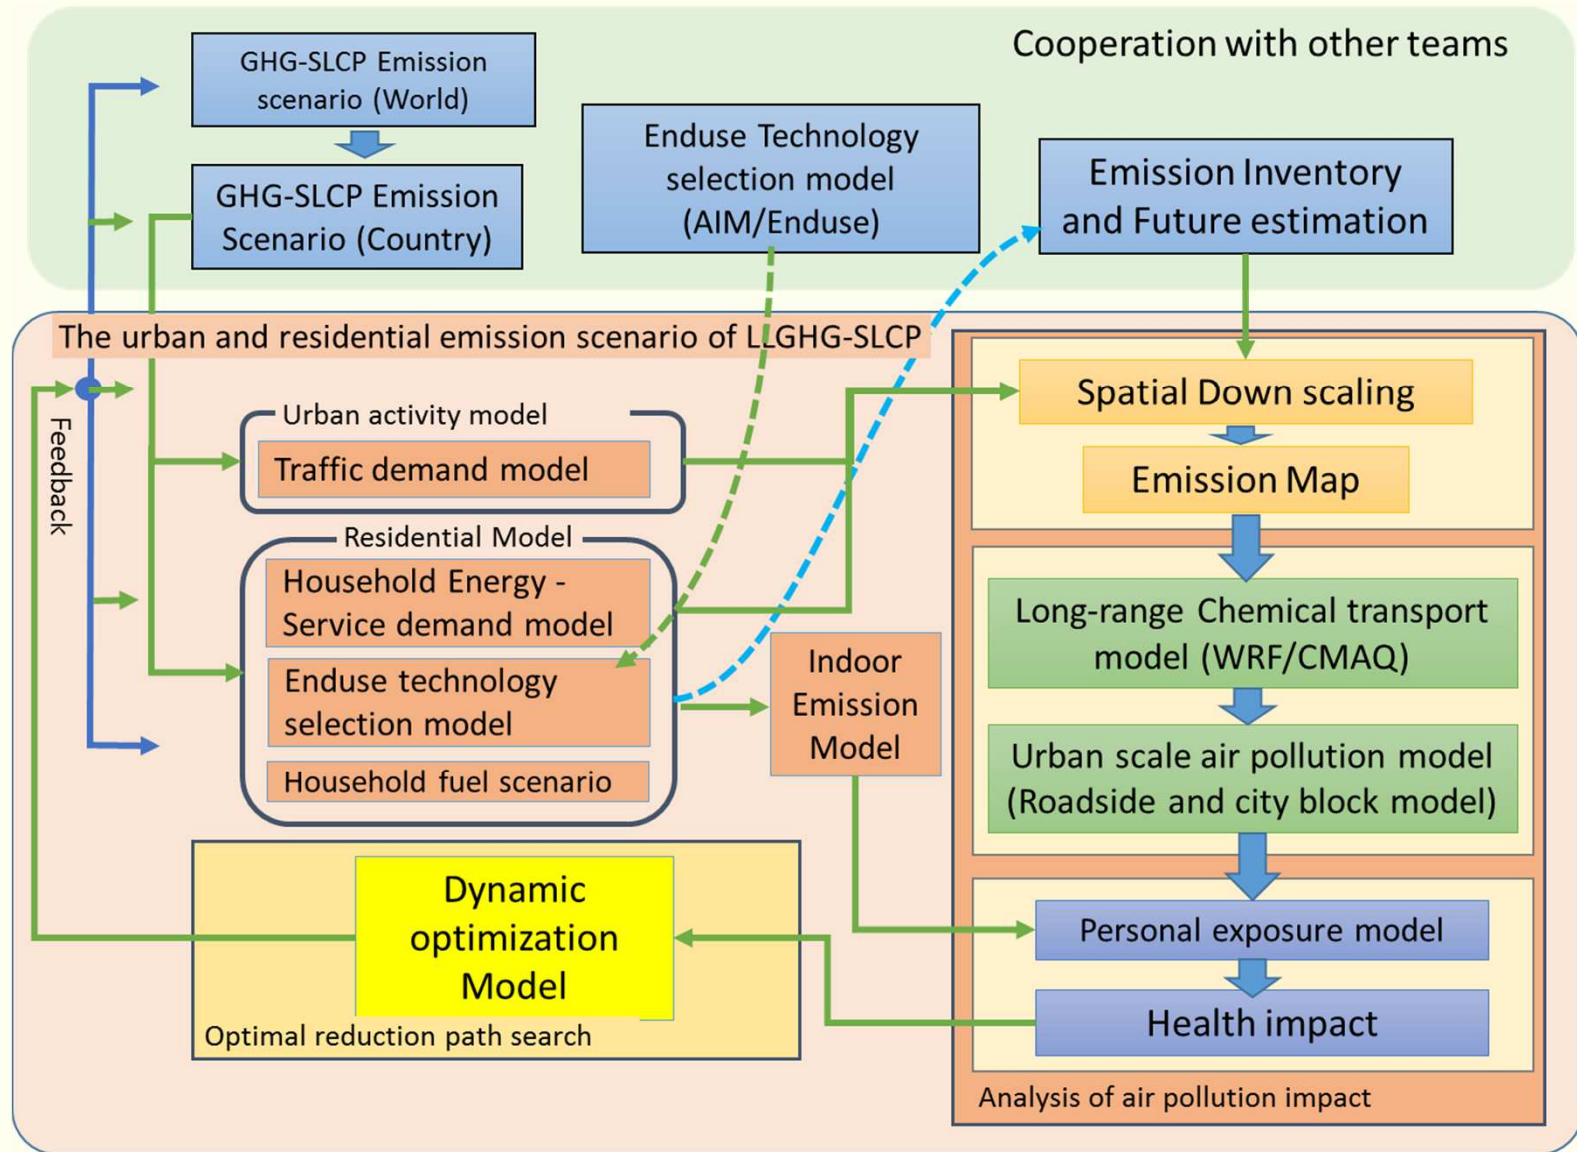 Cooperation with other teams
GHG-SLCP Emission
scenario (World)
GHG-SLCP Emission
Scenario (Country)
Enduse Technology
selection model
(AIM/Enduse)
Emission Inventory
and Future estimation
The urban and residential emission scenario of LLGHG-SLCP
Feedback
Urban activity model
Traffic demand model
Residential Model
Household Energy -
Service demand model
Enduse technology
selection model
Household fuel scenario
Indoor
Emission
Model
Dynamic
optimization
Model
Optimal reduction path search
Spatial Down scaling
Emission Map
Long-range Chemical transport
model (WRF/CMAQ)
Urban scale air pollution model
(Roadside and city block model)
Personal exposure model
Health impact
Analysis of air pollution impact